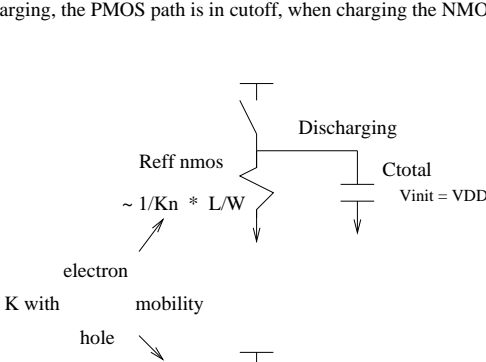 arging, the PMOS path is in cutoff, when charging the NMO
Discharging
Reff nmos
Ctotal
~ 1/Kn * L/W
Vinit = VDD
electron
K with mobility
hole